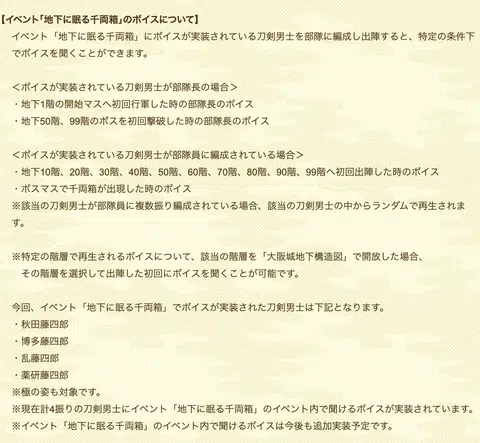 【イベント「地下に眠る千両箱」のボイスについて】
イベント「地下に眠る千両箱」にボイスが実装されている刀剣男士を部隊に編成し出陣すると、特定の条件下
でボイスを聞くことができます。
＜ボイスが実装されている刀剣男士が部隊長の場合＞
・地下1階の開始マスへ初回行軍した時の部隊長のボイス
・地下50階、99階のボスを初回撃破した時の部隊長のボイス
＜ボイスが実装されている刀剣男士が部隊員に編成されている場合＞
・地下10階、20階、30階、40階、50階、60階、70階、80階、90階、99階へ初回出陣した時のボイス
・ボスマスで千両箱が出現した時のボイス
※該当の刀剣男士が部隊員に複数振り編成されている場合、該当の刀剣男士の中からランダムで再生されま
す。
※特定の階層で再生されるボイスについて、該当の階層を「大阪城地下構造図」で開放した場合、
その階層を選択して出陣した初回にボイスを聞くことが可能です。
今回、イベント「地下に眠る千両箱」でボイスが実装された刀剣男士は下記となります。
・秋田藤四郎
・博多藤四郎
・乱藤四郎
・薬研藤四郎
※極の姿も対象です。
※現在計4振りの刀剣男士にイベント「地下に眠る千両箱」のイベント内で聞けるボイスが実装されています。
※イベント「地下に眠る千両箱」のイベント内で聞けるボイスは今後も追加実装予定です。